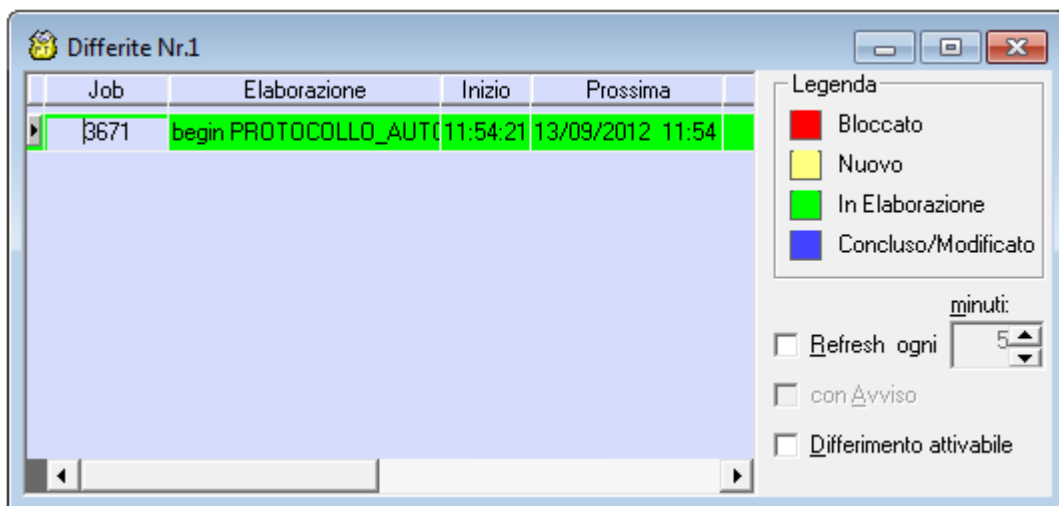 Differite Nr.1
Job Elaborazione Inizio Prossima
3671 begin PROTOCOLLO_AUTO 11:54:21 13/09/2012 11:54
Legenda
Bloccato
Nuovo
In Elaborazione
Concluso/Modificato
minuti:
Refresh ogni 5
con Avviso
Differimento attivabile